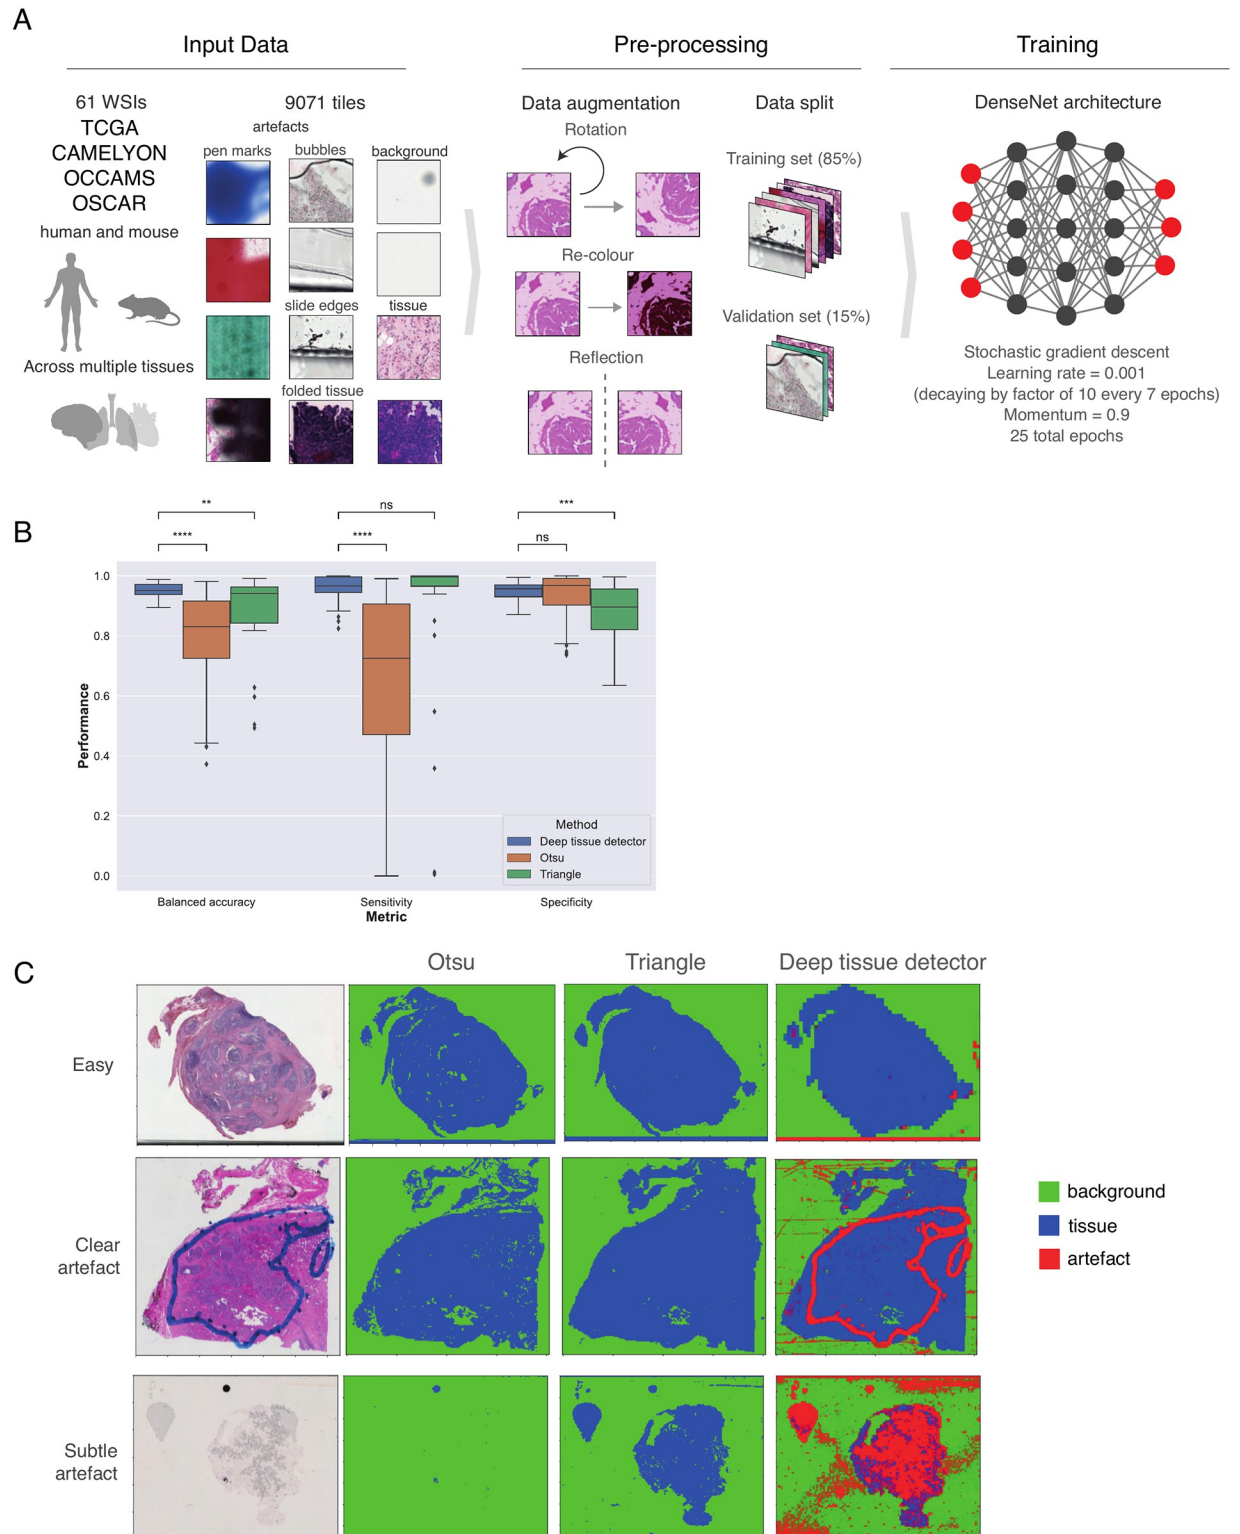 A
Input Data
Pre-processing
Training
61 WSIs
TCGA
CAMELYON
OCCAMS
OSCAR
human and mouse
Across multiple tissues
9071 tiles
artefacts
pen marks
bubbles
background
slide edges
tissue
folded tissue
Data augmentation
Rotation
Re-colour
Reflection
Data split
Training set (85%)
Validation set (15%)
DenseNet architecture
Stochastic gradient descent
Learning rate = 0.001
(decaying by factor of 10 every 7 epochs)
Momentum = 0.9
25 total epochs
B
**
ns
***
****
****
ns
1.0
0.8
0.6
0.4
0.2
0.0
Performance
Method
Deep tissue detector
Otsu
Triangle
Balanced accuracy
Sensitivity
Specificity
Metric
C
Otsu
Triangle
Deep tissue detector
Easy
Clear
artefact
Subtle
artefact
background
tissue
artefact